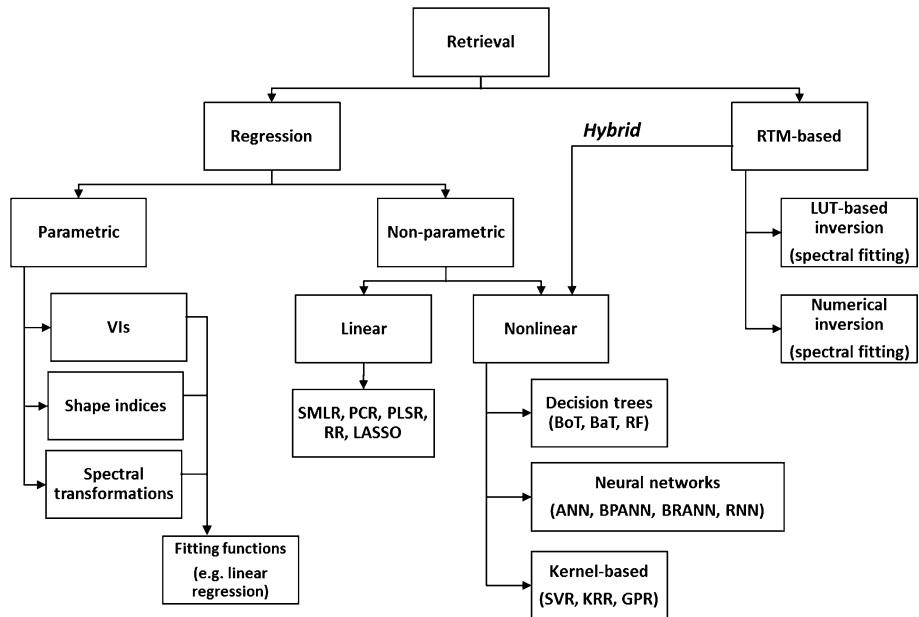 Retrieval
Regression
Hybrid
RTM-based
Parametric
Non-parametric
LUT-based
inversion
(spectral fitting)
VIs
Linear
Nonlinear
Numerical
inversion
(spectral fitting)
Shape indices
SMLR, PCR, PLSR,
RR, LASSO
Decision trees
(BoT, BaT, RF)
Spectral
transformations
Neural networks
(ANN, BPANN, BRANN, RNN)
Fitting functions
(e.g. linear
regression)
Kernel-based
(SVR, KRR, GPR)